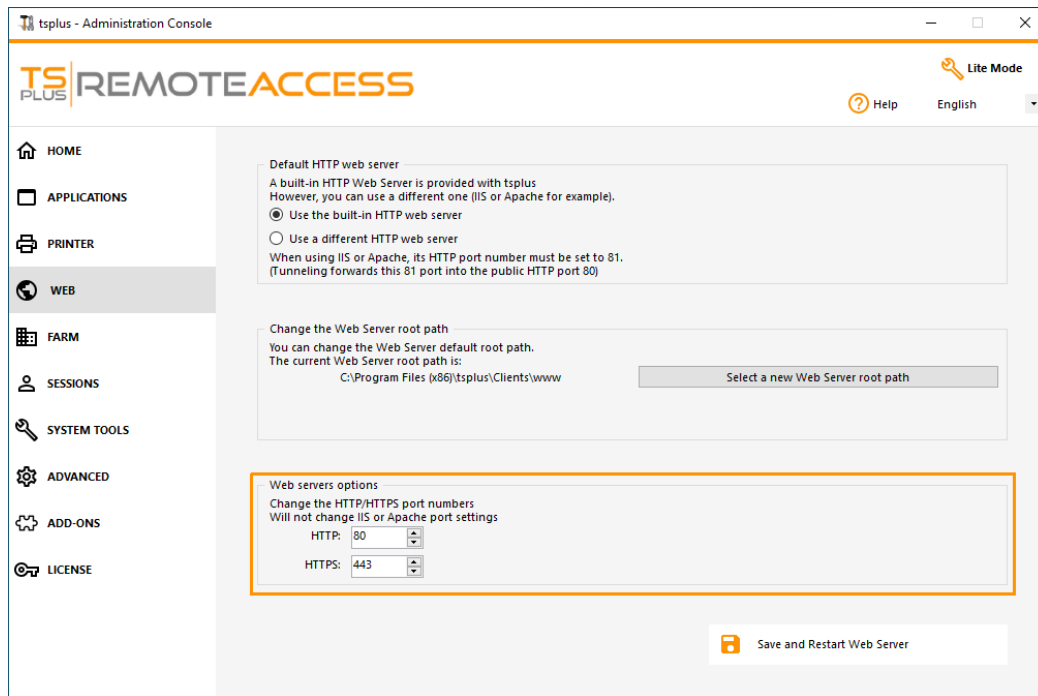 tsplus - Administration Console
TS PLUS REMOTEACCESS
Lite Mode
Help
English
HOME
APPLICATIONS
PRINTER
WEB
FARM
SESSIONS
SYSTEM TOOLS
ADVANCED
ADD-ONS
LICENSE
Default HTTP web server
A built-in HTTP Web Server is provided with tsplus
However, you can use a different one (IIS or Apache for example).
Use the built-in HTTP web server
Use a different HTTP web server
When using IIS or Apache, its HTTP port number must be set to 81.
(Tunneling forwards this 81 port into the public HTTP port 80)
Change the Web Server root path
You can change the Web Server default root path.
The current Web Server root path is:
C:\Program Files (x86)\tsplus\Clients\www
Select a new Web Server root path
Web servers options
Change the HTTP/HTTPS port numbers
Will not change IIS or Apache port settings
HTTP: 80
HTTPS: 443
Save and Restart Web Server